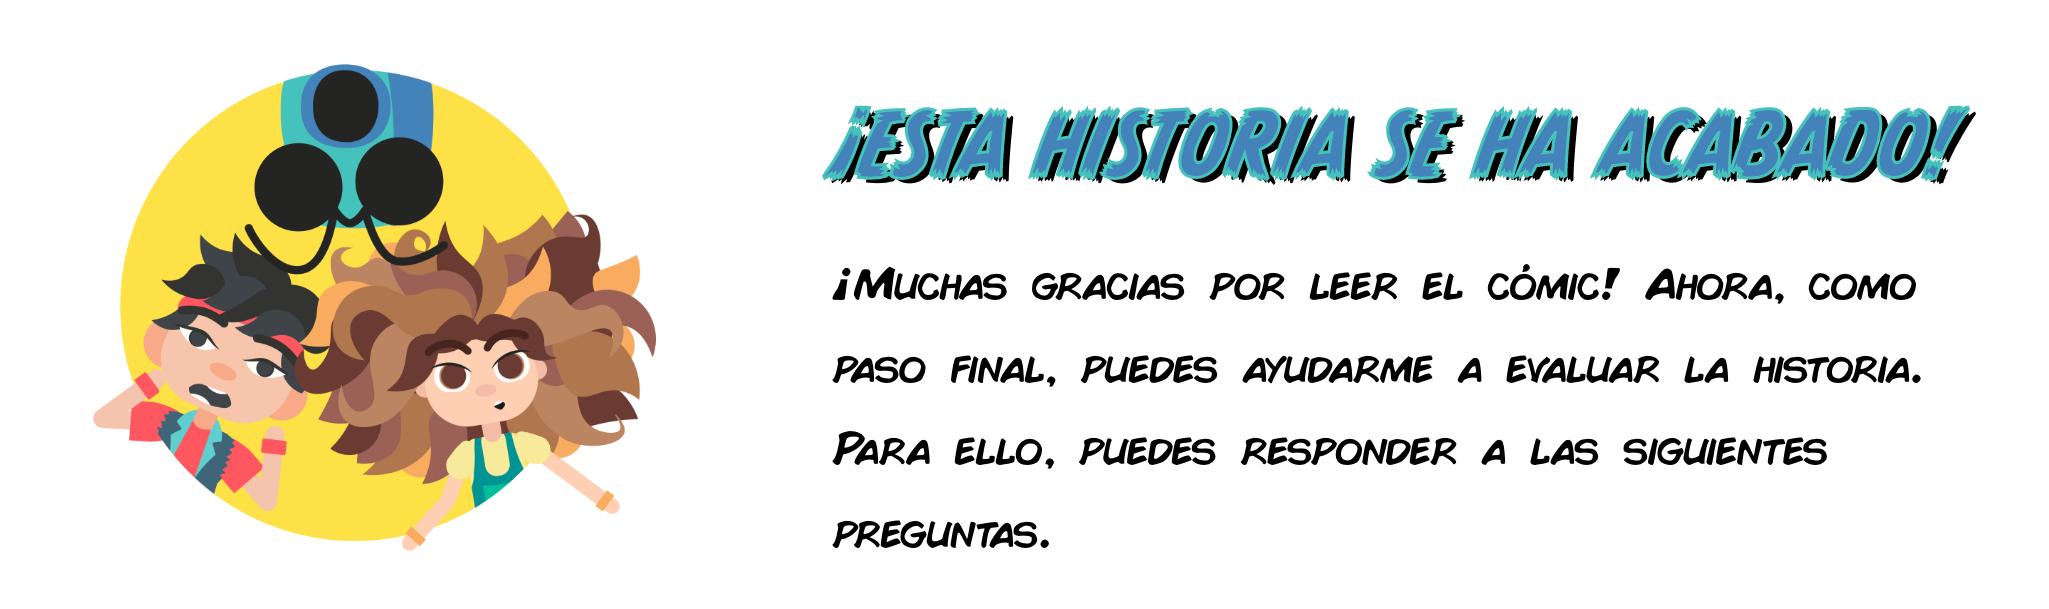 ¡ESTA HISTORIA SE HA ACABADO!
¡Muchas gracias por leer el cómic! Ahora, como
paso final, puedes ayudarme a evaluar la historia.
Para ello, puedes responder a las siguientes
preguntas.